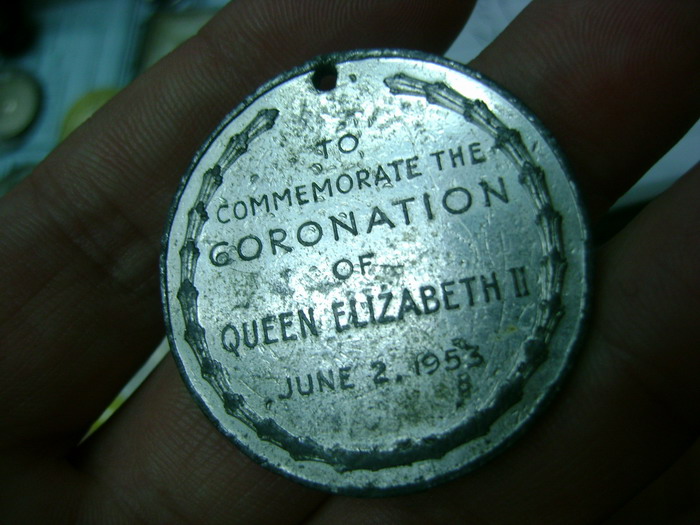 TO
COMMEMORATE THE
CORONATION
OF
QUEEN ELIZABETH II
JUNE 2. 1953